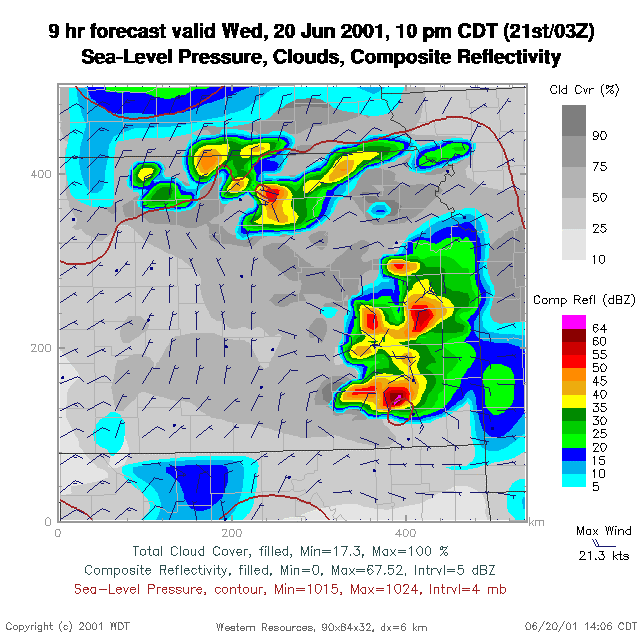 9 hr forecast valid Wed, 20 Jun 2001, 10 pm CDT (21st/03Z)
Sea-Level Pressure, Clouds, Composite Reflectivity
Cld Cvr (%)
90
75
50
25
10
Comp Refl (dBZ)
64
60
55
50
45
40
35
30
25
20
15
10
5
400
200
0
0 200 400 km
Max Wind
21.3 kts
Total Cloud Cover, filled, Min=17.3, Max=100 %
Composite Reflectivity, filled, Min=0, Max=67.52, Intrvl=5 dBZ
Sea-Level Pressure, contour, Min=1015, Max=1024, Intrvl=4 mb
Copyright (c) 2001 WDT Western Resources, 90x84x32, dx=6 km 06/20/01 14:06 CDT